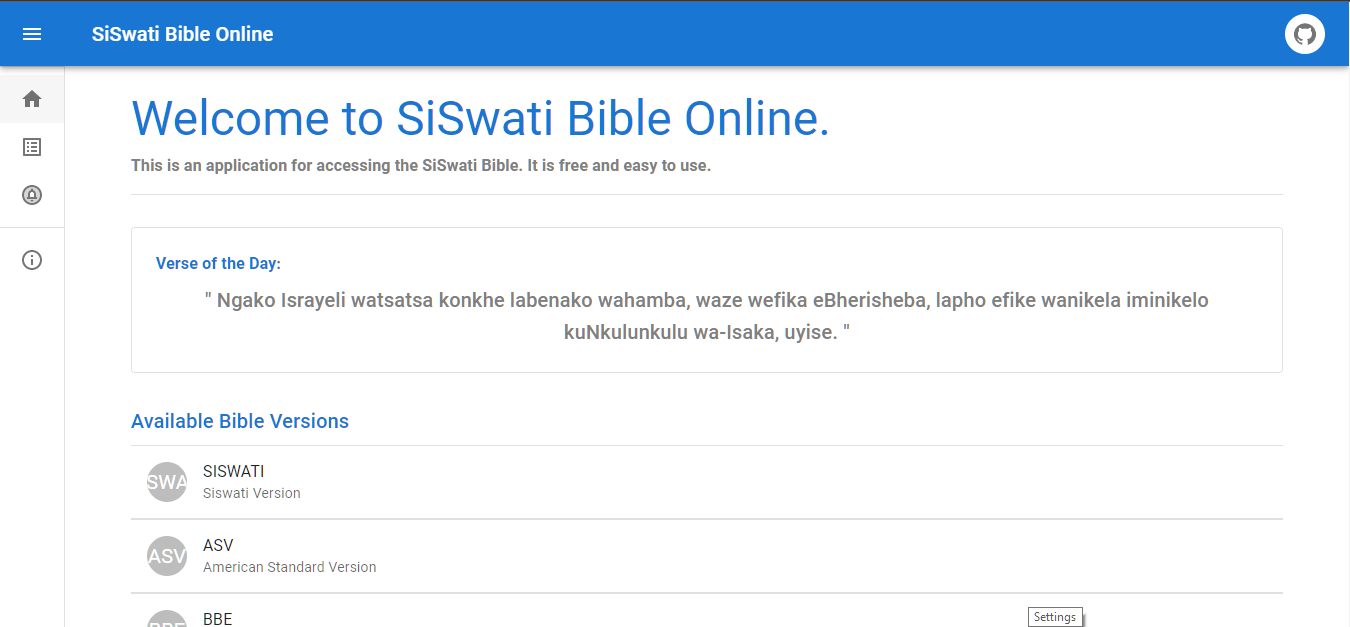 SiSwati Bible Online
Welcome to SiSwati Bible Online.
This is an application for accessing the SiSwati Bible. It is free and easy to use.
Verse of the Day:
" Ngako Israyeli watsatsa konkhe labenako wahamba, waze wefika eBherisheba, lapho efike wanikela iminikelo
kuNkulunkulu wa-Isaka, uyise. "
Available Bible Versions
SWA
SISWATI
Siswati Version
ASV
ASV
American Standard Version
BBE
BBE
Settings